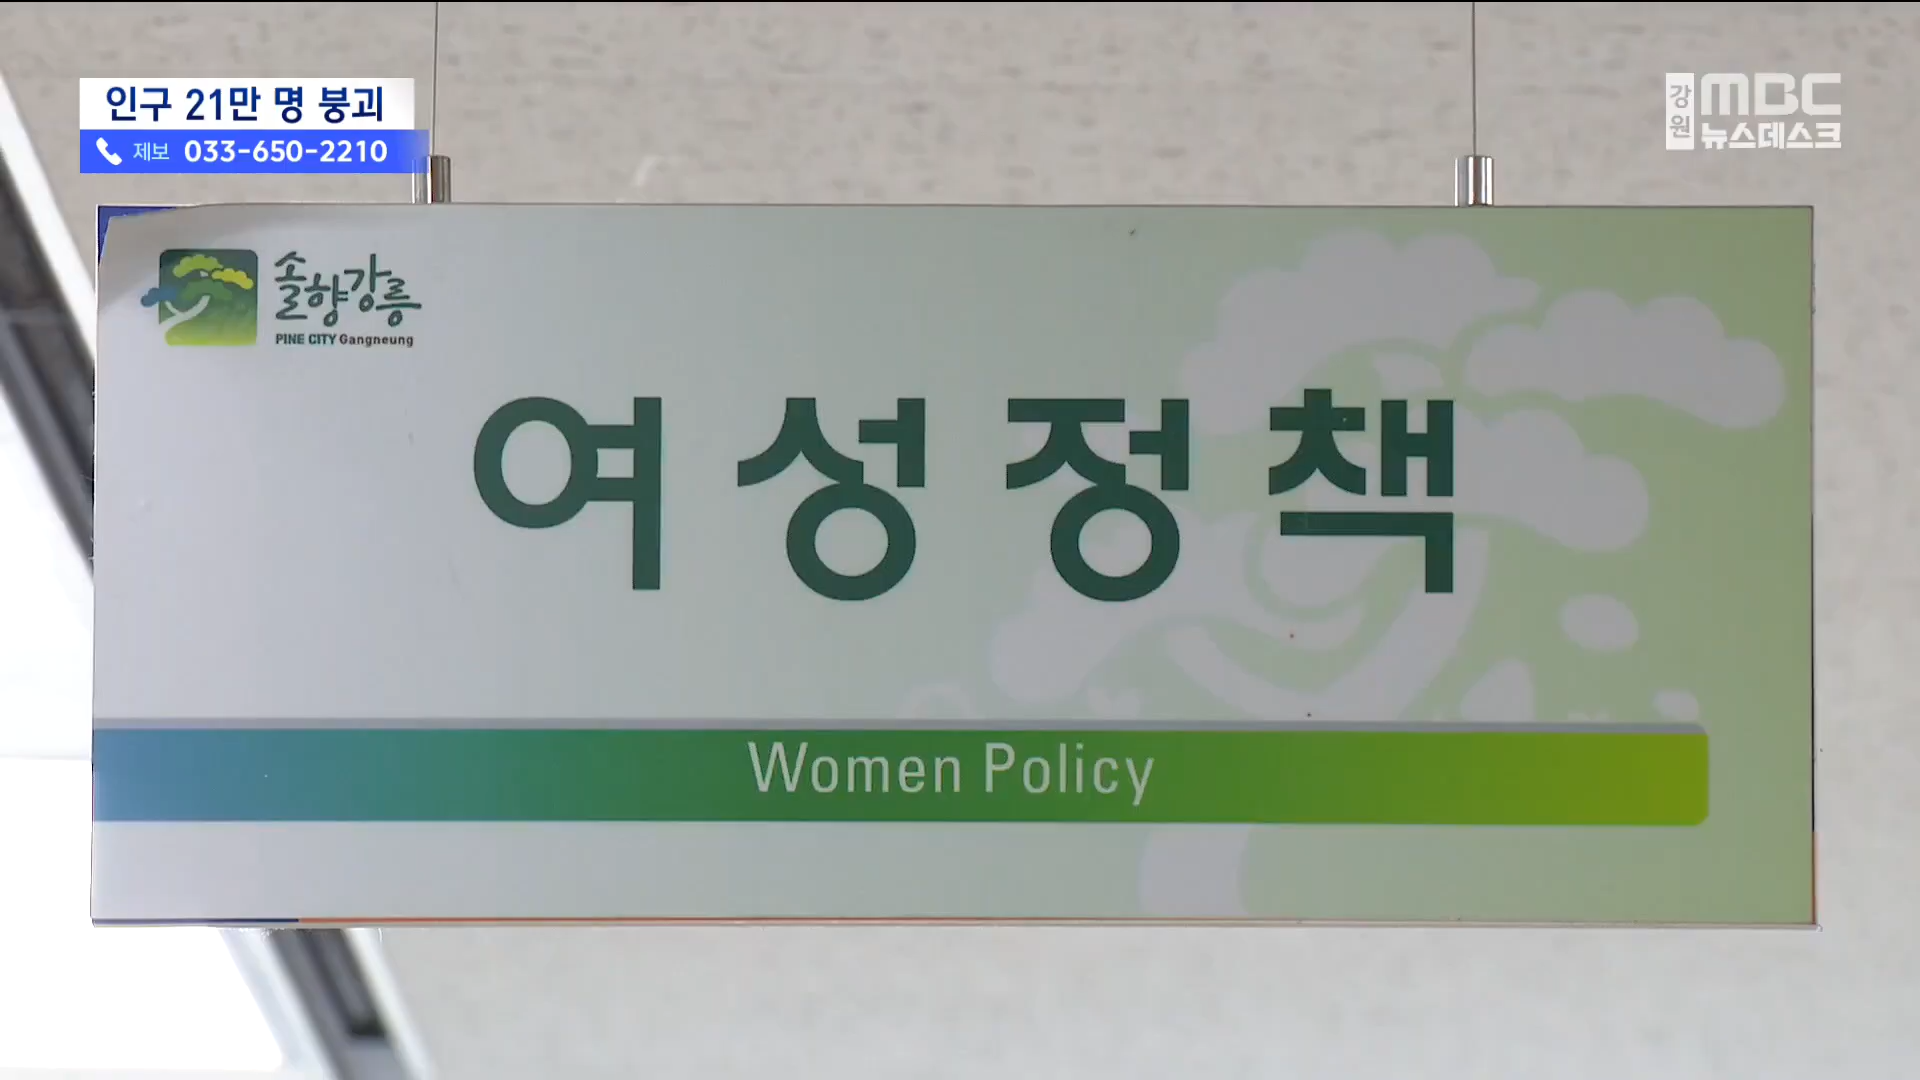 인구 21만 명 붕괴
제보 033-650-2210
강원
MBC
뉴스데스크
솔향강릉
PINE CITY Gangneung
여성정책
Women Policy